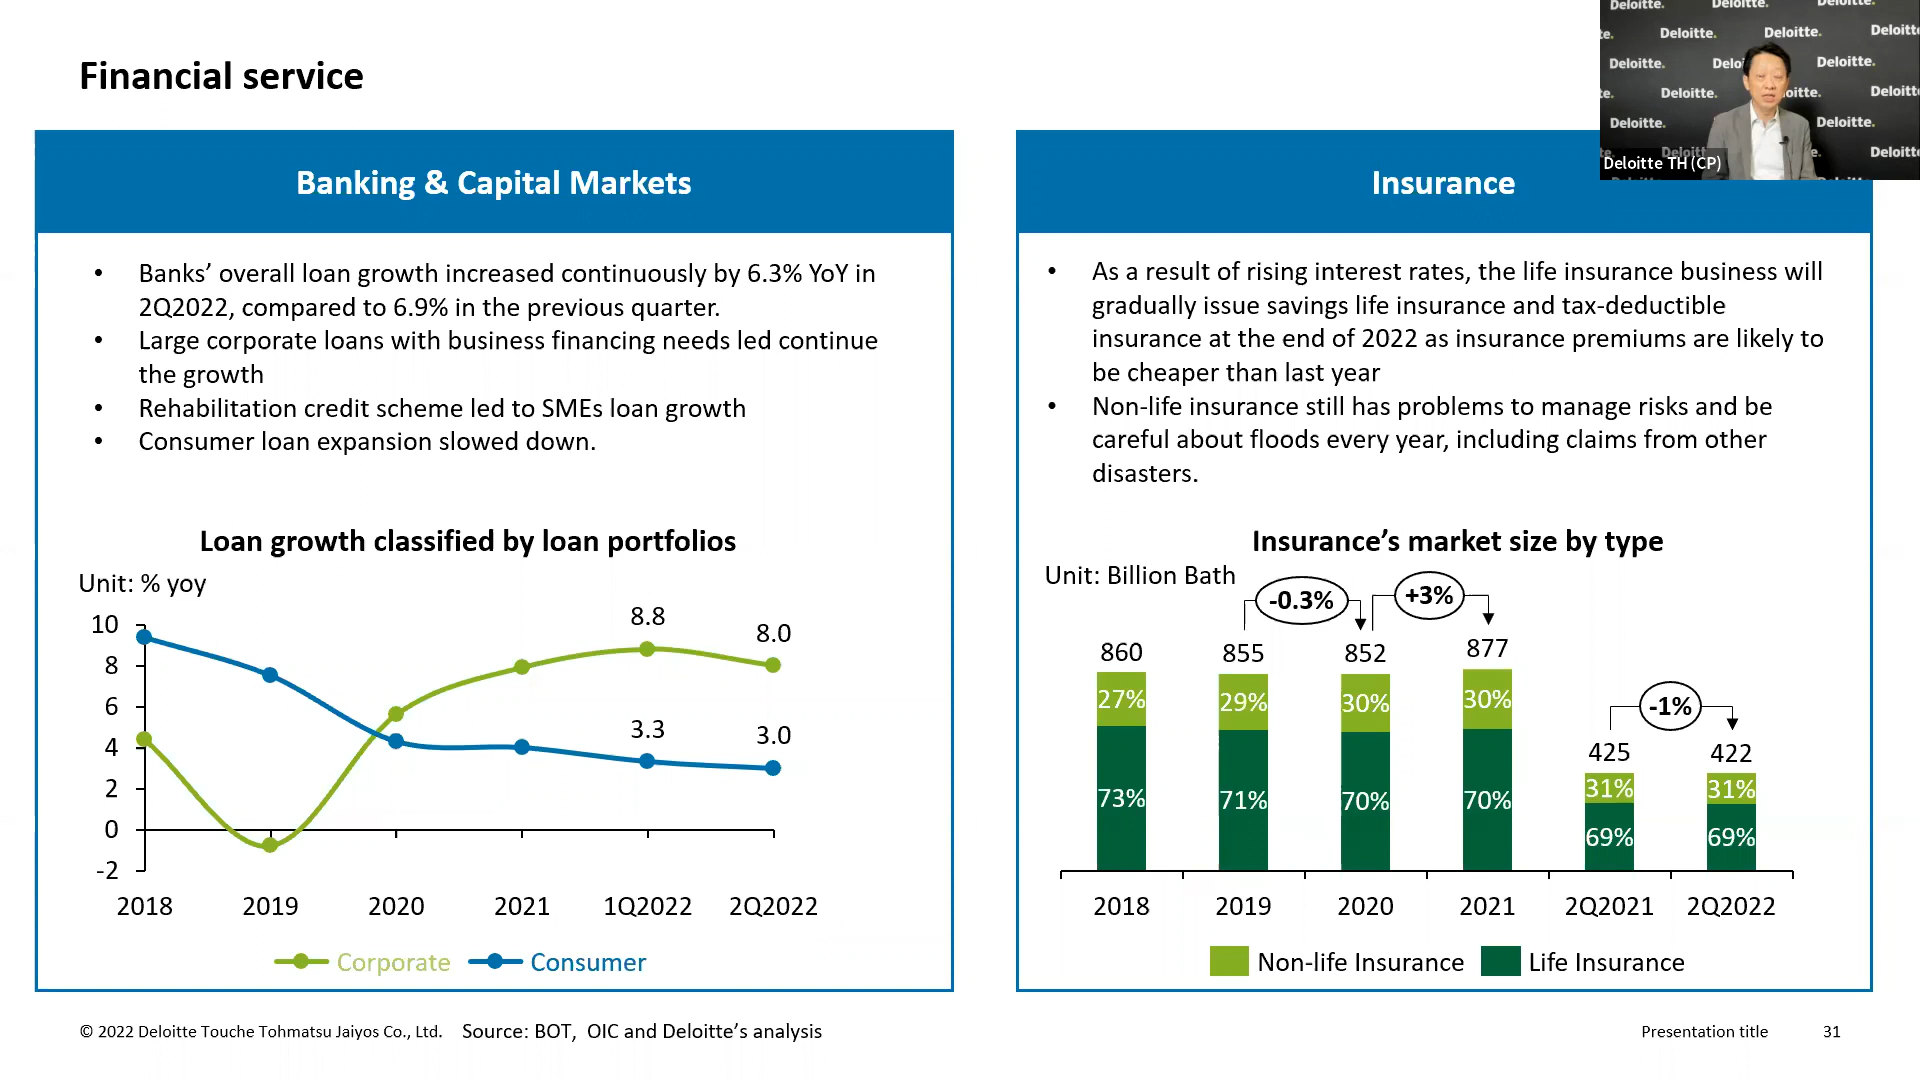 Financial service
Deloitte. Deloitte. Deloitte.
Deloitte. Deloitte.
Deloitte. Deloitte.
Deloitte.
Deloitte. Deloitte.
Deloitte TH (CP)
Banking & Capital Markets
• Banks’ overall loan growth increased continuously by 6.3% YoY in
2Q2022, compared to 6.9% in the previous quarter.
• Large corporate loans with business financing needs led continue
the growth
• Rehabilitation credit scheme led to SMEs loan growth
• Consumer loan expansion slowed down.
Loan growth classified by loan portfolios
Unit: % yoy
10
8
6
4
2
0
-2
8.8
8.0
3.3
3.0
2018 2019 2020 2021 1Q2022 2Q2022
Corporate Consumer
Insurance
• As a result of rising interest rates, the life insurance business will
gradually issue savings life insurance and tax-deductible
insurance at the end of 2022 as insurance premiums are likely to
be cheaper than last year
• Non-life insurance still has problems to manage risks and be
careful about floods every year, including claims from other
disasters.
Insurance’s market size by type
Unit: Billion Bath
-0.3% +3%
860 855 852 877
27% 29% 30% 30%
-1%
425 422
31% 31%
73% 71% 70% 70%
69% 69%
2018 2019 2020 2021 2Q2021 2Q2022
Non-life Insurance Life Insurance
© 2022 Deloitte Touche Tohmatsu Jaiyos Co., Ltd. Source: BOT, OIC and Deloitte’s analysis
Presentation title 31